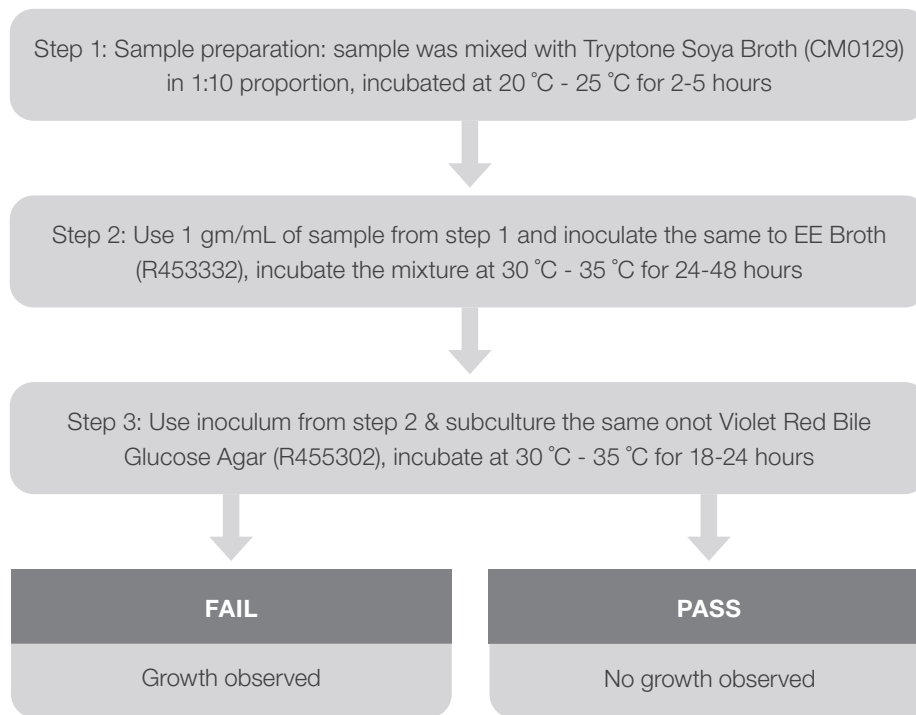 Step 1: Sample preparation: sample was mixed with Tryptone Soya Broth (CM0129)
in 1:10 proportion, incubated at 20 ˚C - 25 ˚C for 2-5 hours
Step 2: Use 1 gm/mL of sample from step 1 and inoculate the same to EE Broth
(R453332), incubate the mixture at 30 ˚C - 35 ˚C for 24-48 hours
Step 3: Use inoculum from step 2 & subculture the same onot Violet Red Bile
Glucose Agar (R455302), incubate at 30 ˚C - 35 ˚C for 18-24 hours
FAIL
Growth observed
PASS
No growth observed